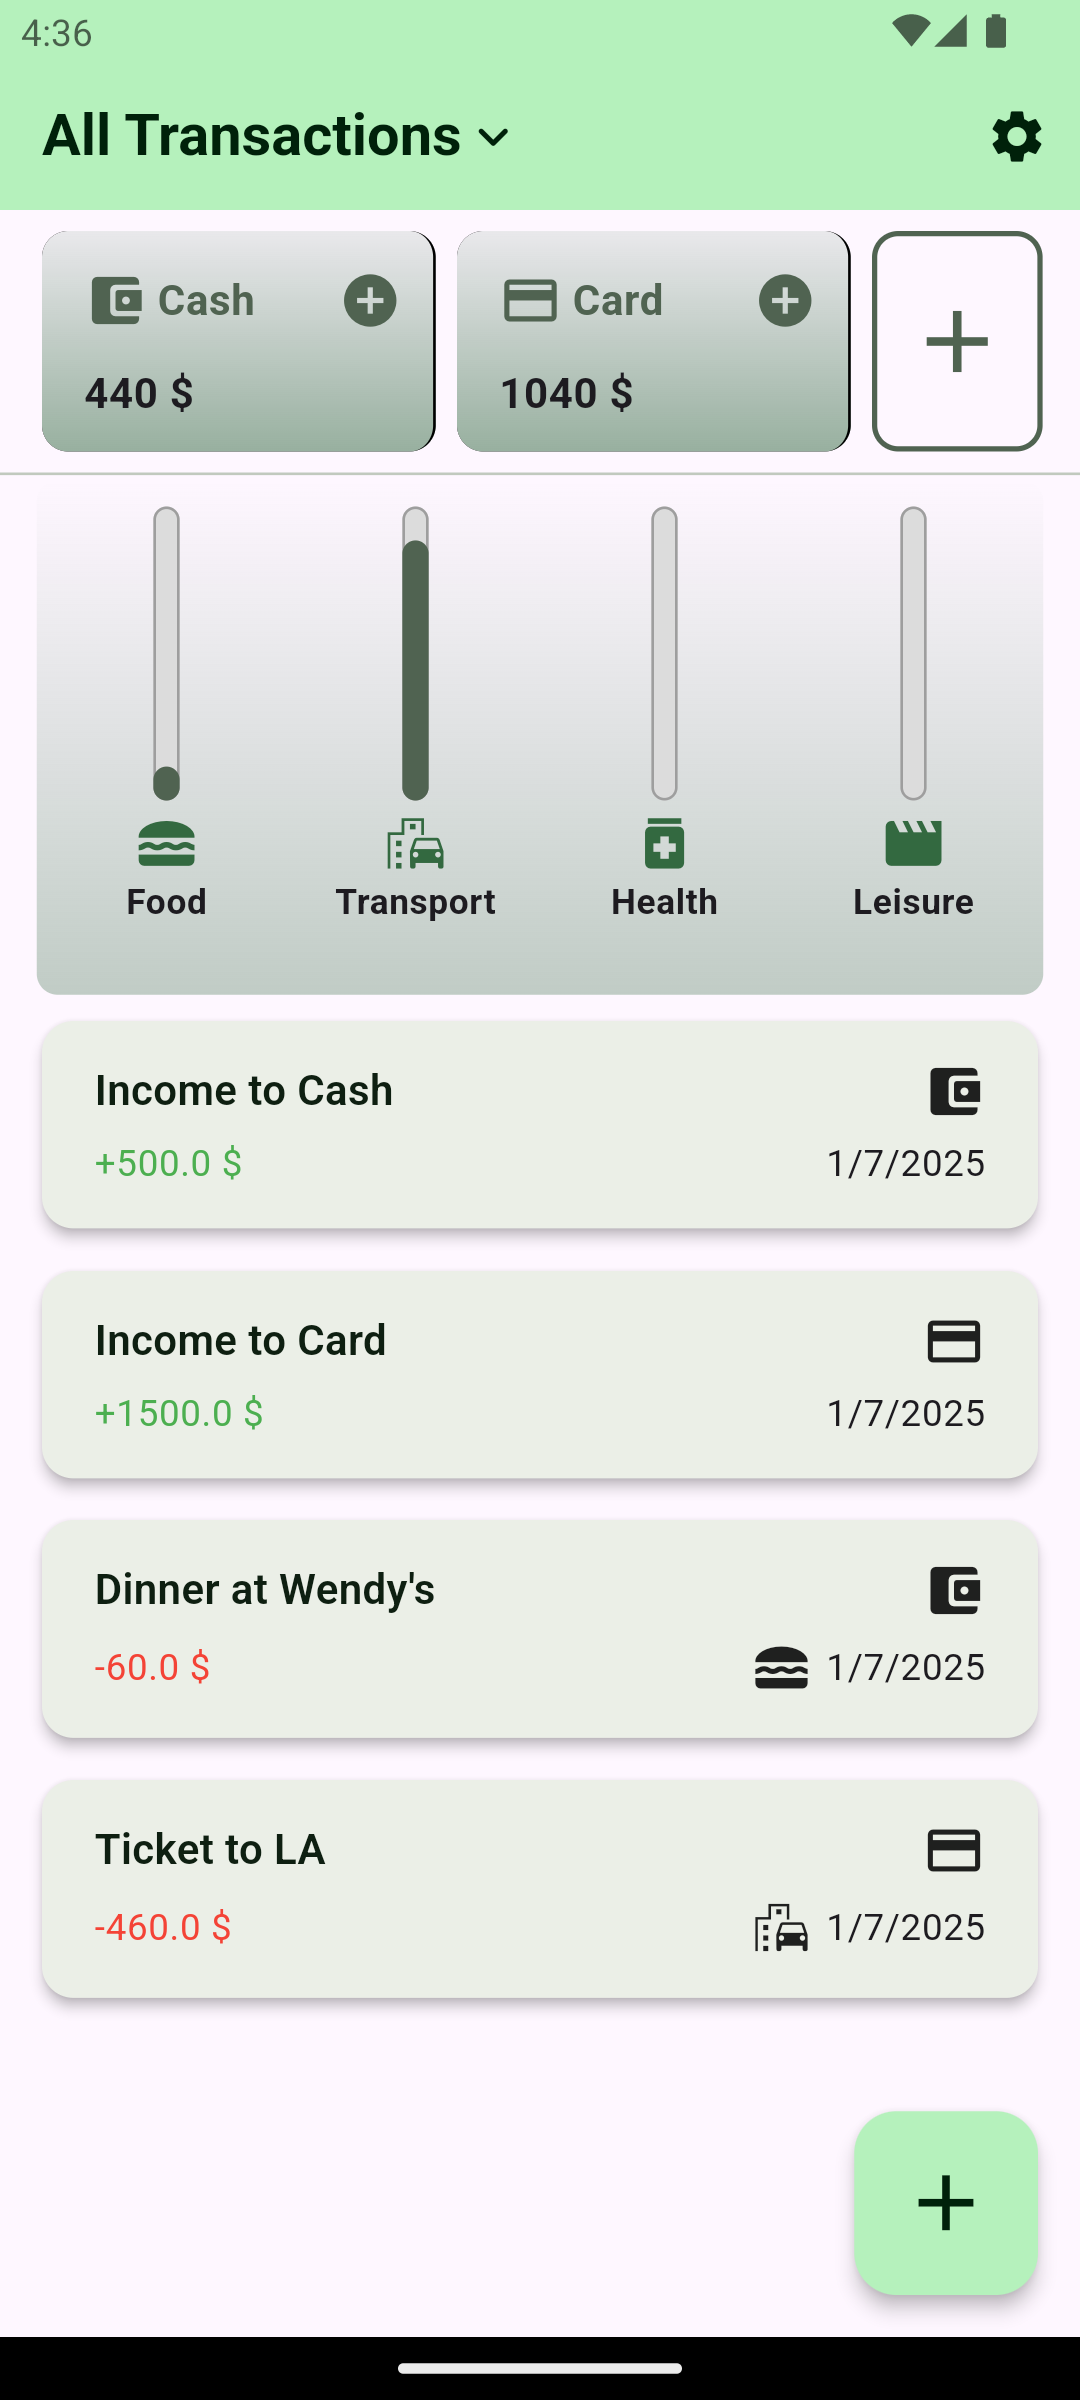 4:36
All Transactions
Cash
440 $
Card
1040 $
Food
Transport
Health
Leisure
Income to Cash
+500.0 $
1/7/2025
Income to Card
+1500.0 $
1/7/2025
Dinner at Wendy's
-60.0 $
1/7/2025
Ticket to LA
-460.0 $
1/7/2025